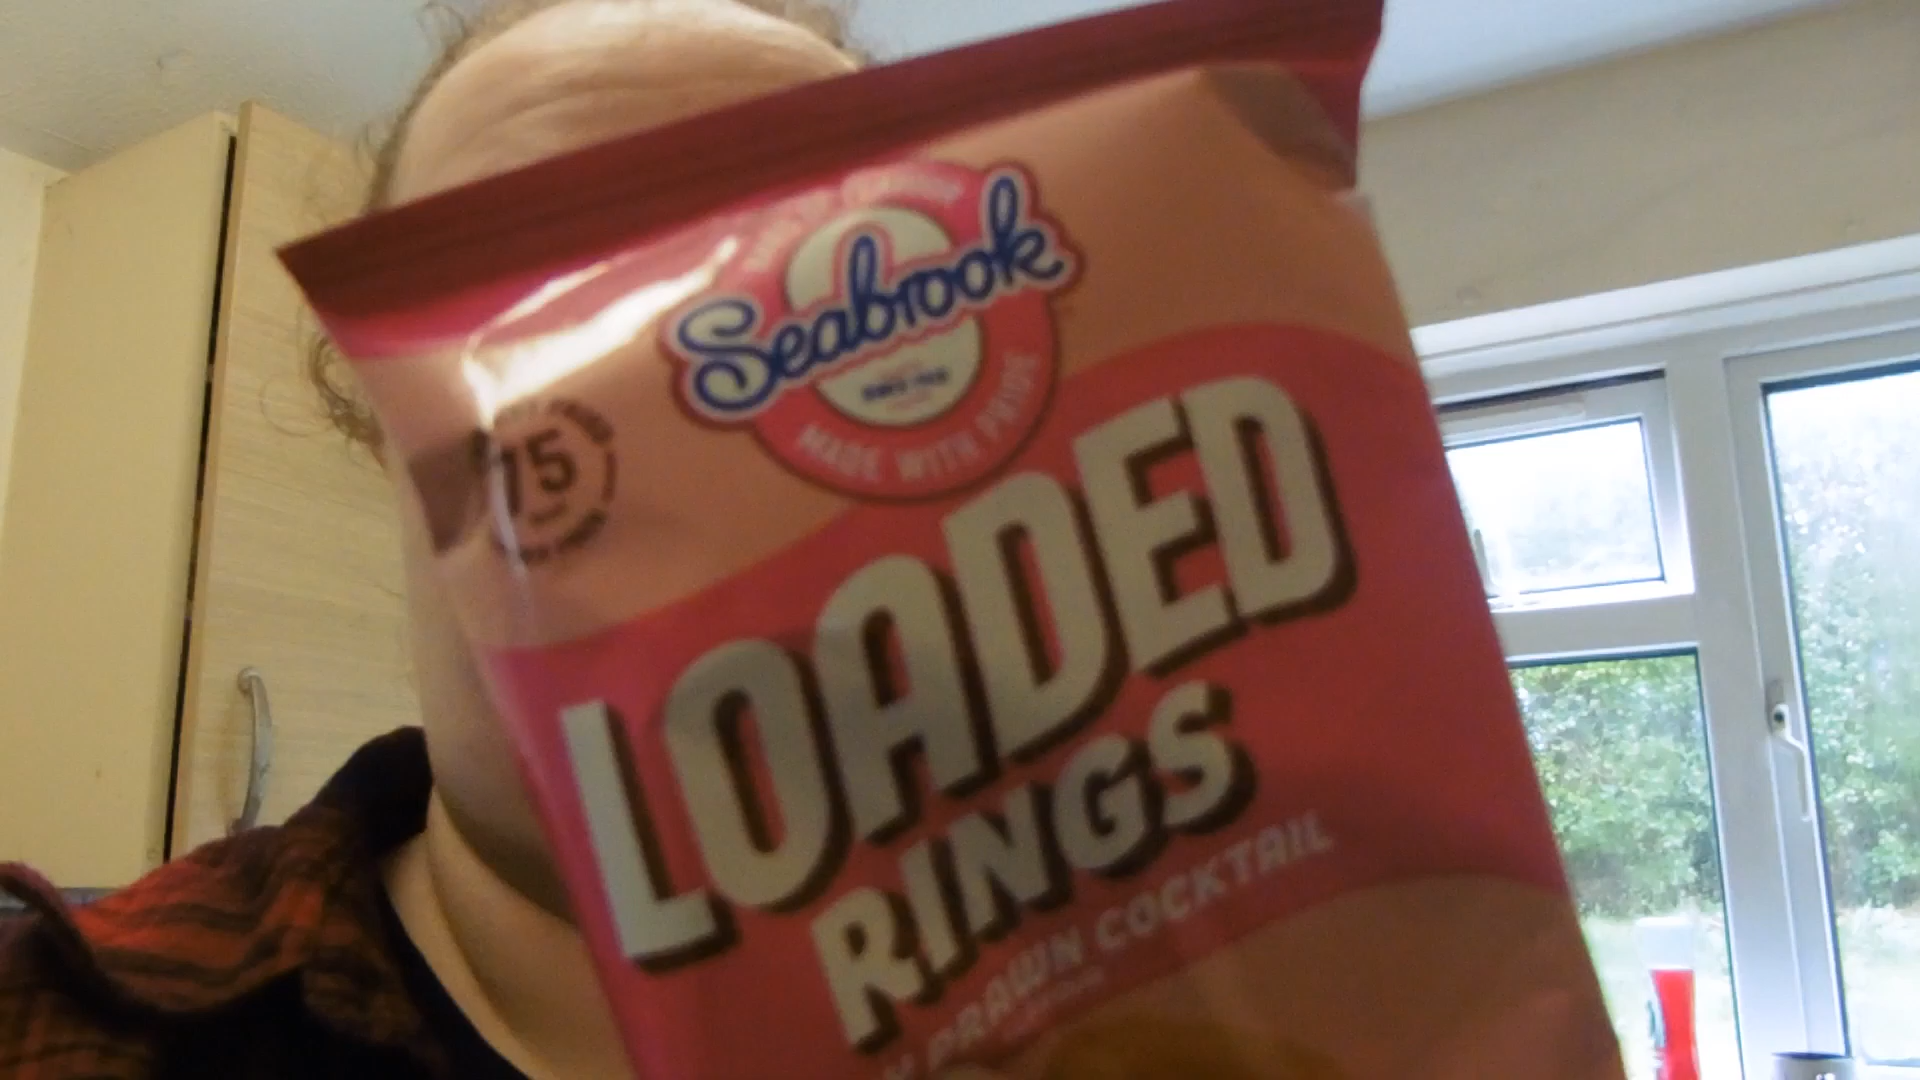 Seabrook
MADE WITH PRIDE
75
LOADED
RINGS
PRAWN COCKTAIL